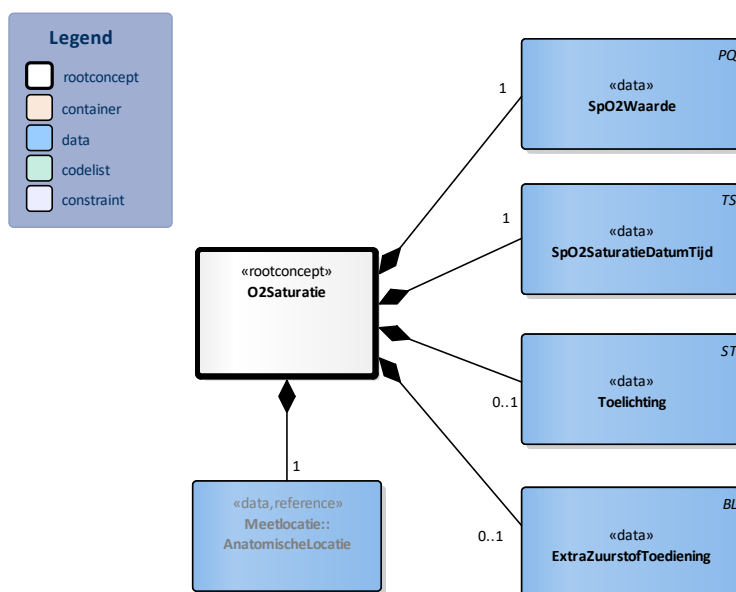 Legend
rootconcept
container
data
codelist
constraint
PQ
«data»
SpO2Waarde
1
TS
«data»
SpO2SaturatieDatumTijd
1
«rootconcept»
O2Saturatie
ST
«data»
Toelichting
0..1
1
«data,reference»
Meetlocatie::
AnatomischeLocatie
BL
«data»
ExtraZuurstofToediening
0..1